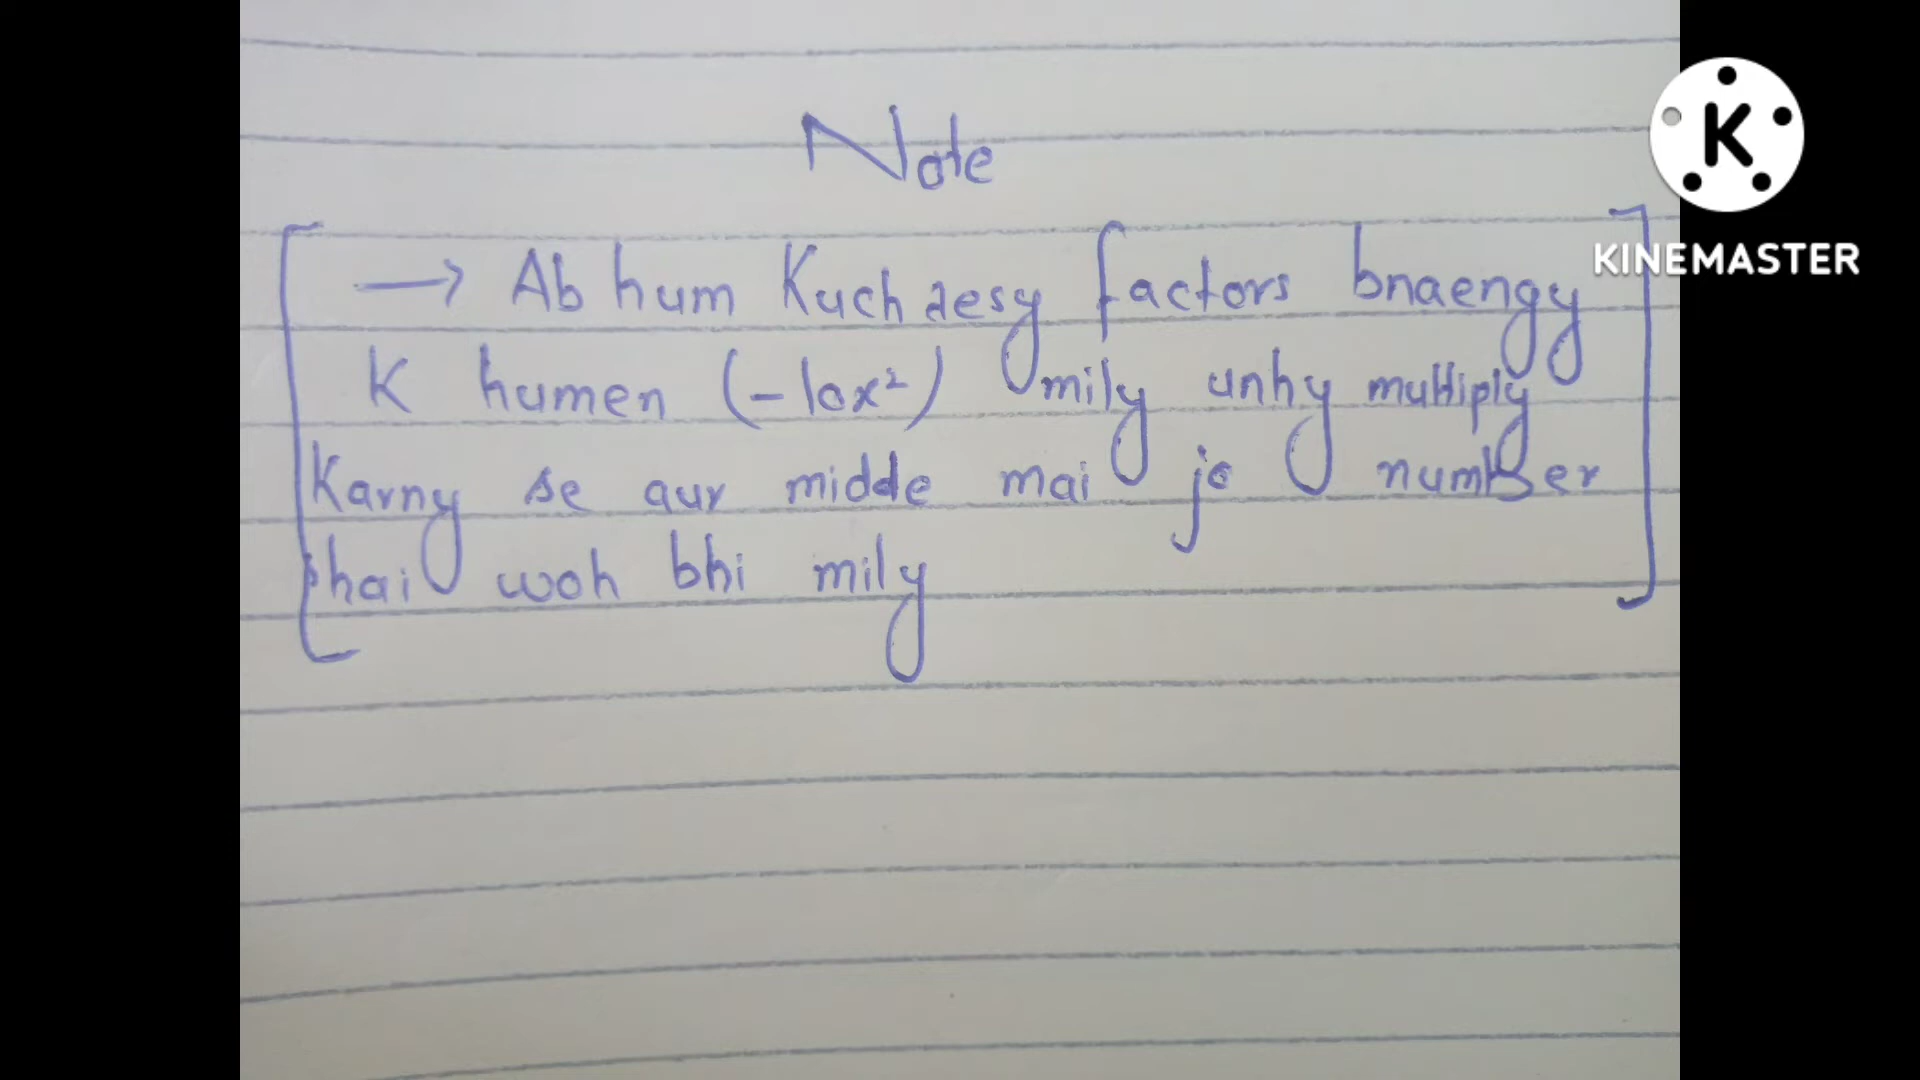 Note
→ Ab hum Kuch aesy factors bnaengy
K humen (-10x²) mily unhy multiply
Karny se aur midde mai jo number
hai woh bhi mily
K
KINEMASTER